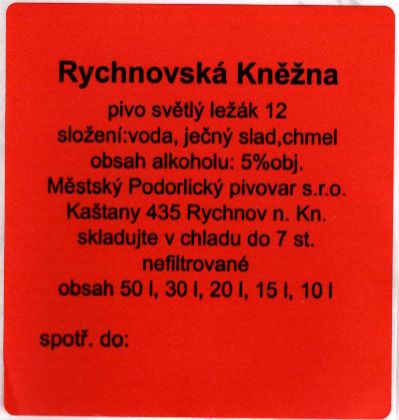 Rychnovská Kněžna
pivo světlý ležák 12
složení:voda, ječný slad,chmel
obsah alkoholu: 5%obj.
Městský Podorlický pivovar s.r.o.
Kaštany 435 Rychnov n. Kn.
skladujte v chladu do 7 st.
nefiltrované
obsah 50 l, 30 l, 20 l, 15 l, 10 l
spotř. do: